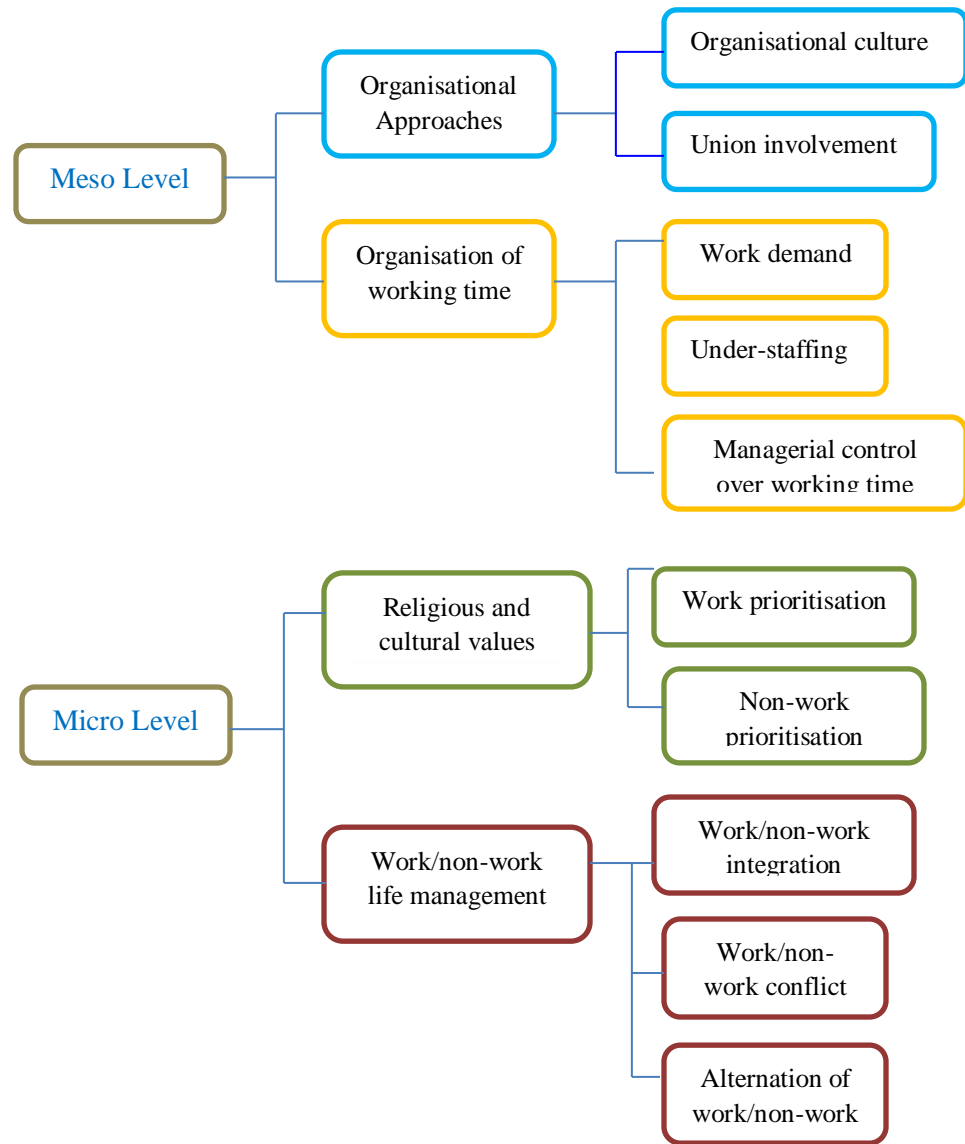 Meso Level
Organisational
Approaches
Organisational culture
Union involvement
Organisation of
working time
Work demand
Under-staffing
Managerial control
over working time
Micro Level
Religious and
cultural values
Work prioritisation
Non-work
prioritisation
Work/non-work
life management
Work/non-work
integration
Work/non-
work conflict
Alternation of
work/non-work